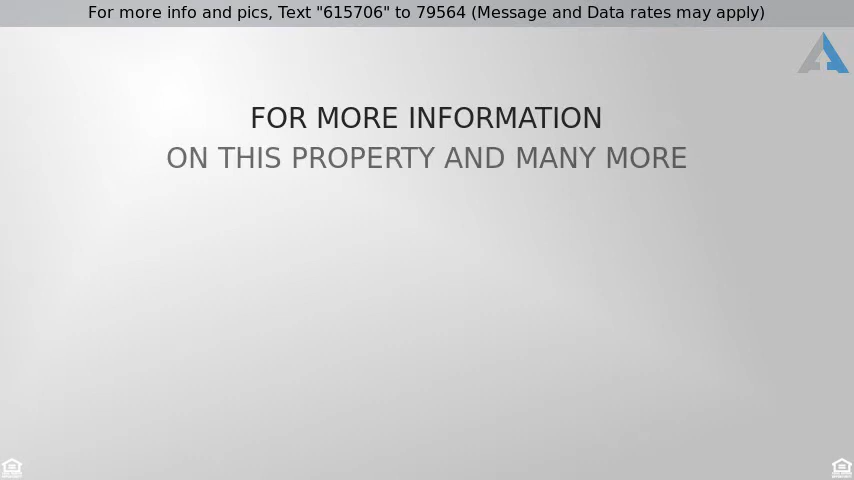 For more info and pics, Text "615706" to 79564 (Message and Data rates may apply)
FOR MORE INFORMATION
ON THIS PROPERTY AND MANY MORE